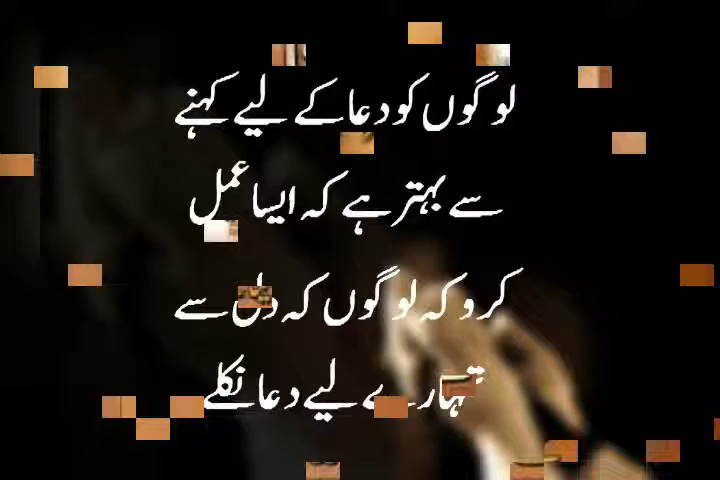 لوگوں کو دعا کے لیے کہنے
سے بہتر ہے کہ ایسا عمل
کرو کہ لوگوں کہ دل سے
تمہارے لیے دعا نکلے